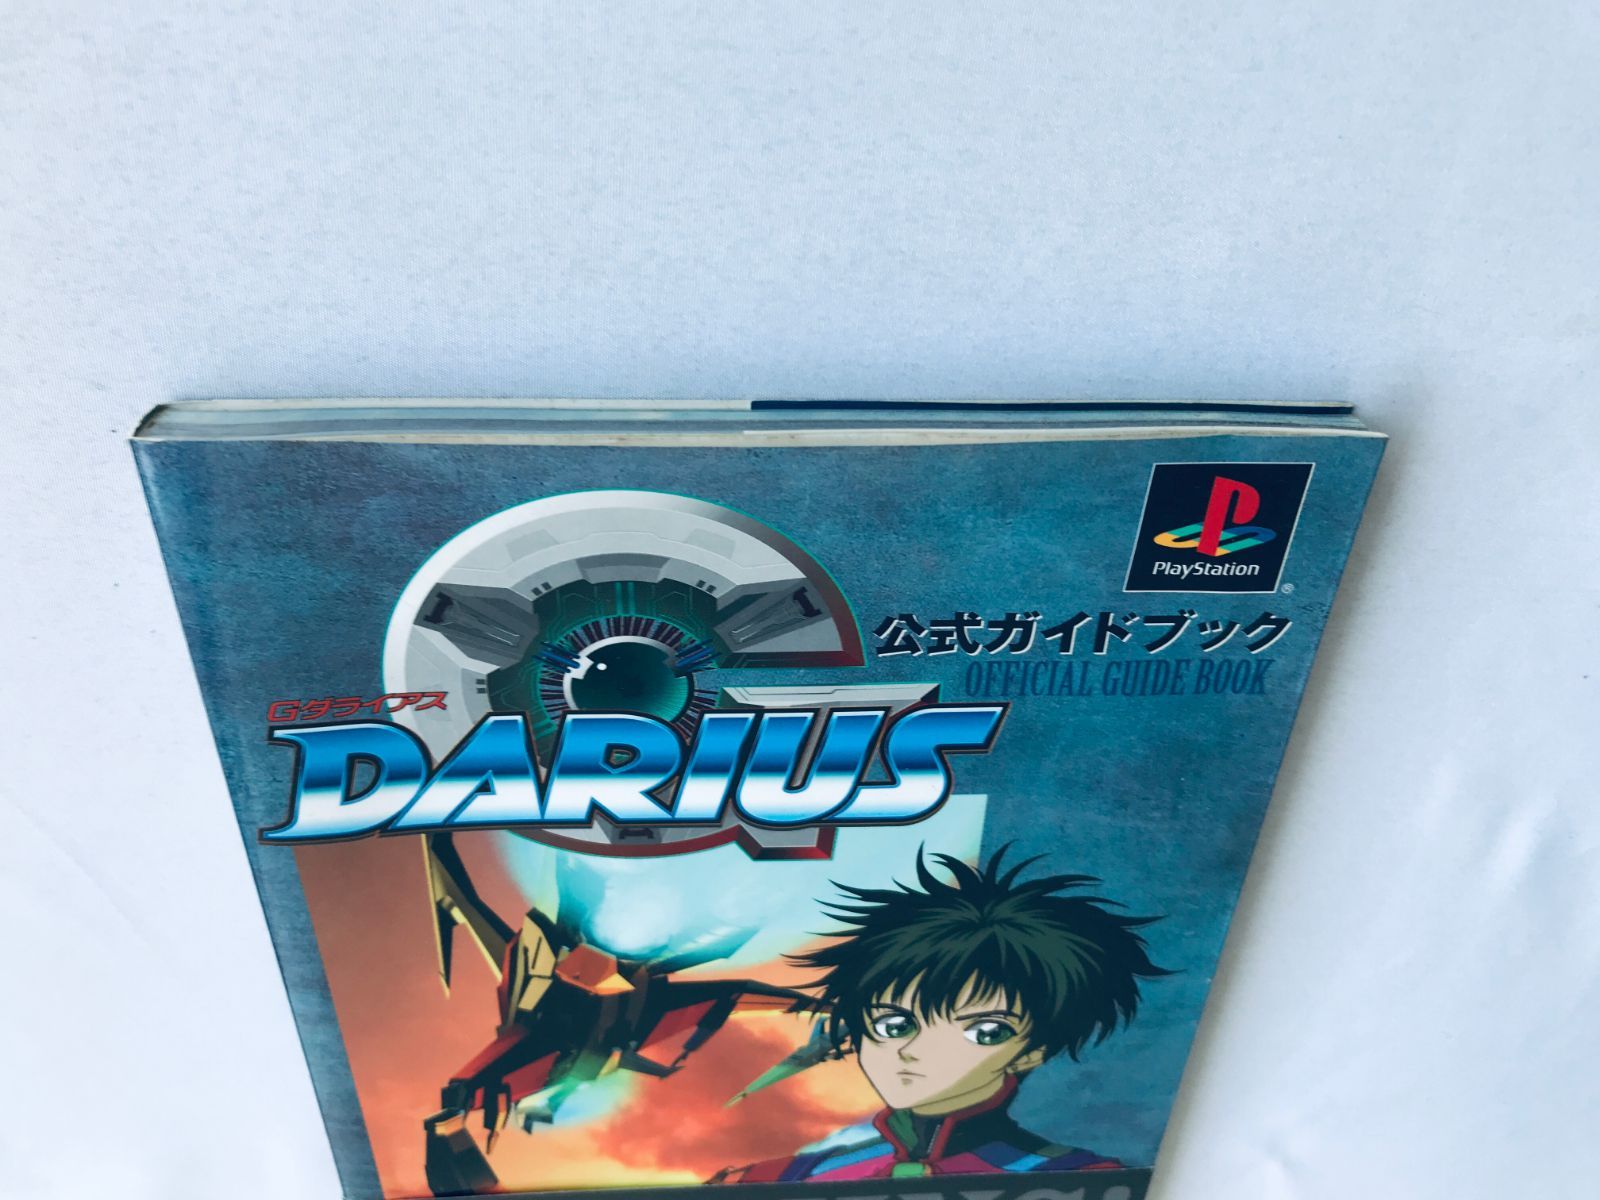 PlayStation
®
公式ガイドブック
OFFICIAL GUIDE BOOK
Gダライアス
G
DARIUS